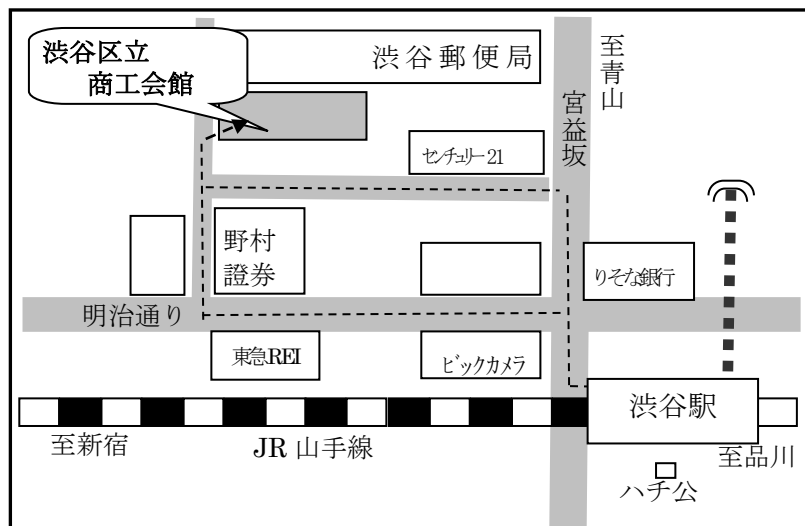 渋谷区立
商工会館
渋谷郵便局
至青山
宮益坂
センチュリー21
野村
證券
りそな銀行
明治通り
東急REI
ビックカメラ
渋谷駅
至新宿
JR 山手線
至品川
ハチ公